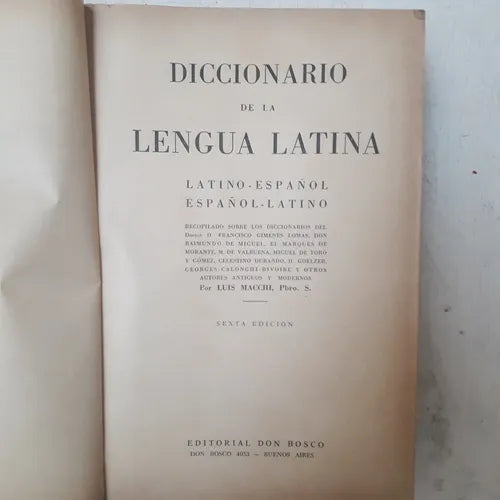 DICCIONARIO
DE LA
LENGUA LATINA
LATINO-ESPAÑOL
ESPAÑOL-LATINO
RECOPILADO SOBRE LOS DICCIONARIOS DEL
Doctor D. FRANCISCO GIMENES LOMAS, DON
RAIMUNDO DE MIGUEL, EL MARQUES DE
MORANTE, M. DE VALBUENA, MIGUEL DE TORO
Y GÓMEZ, CELESTINO DURANDO, H. GOELZER,
GEORGES-CALONGHI-RIVOIRE Y OTROS
AUTORES ANTIGUOS Y MODERNOS.
Por LUIS MACCHI, Pbro. S.
SEXTA EDICION
EDITORIAL DON BOSCO
DON BOSCO 4053 – BUENOS AIRES